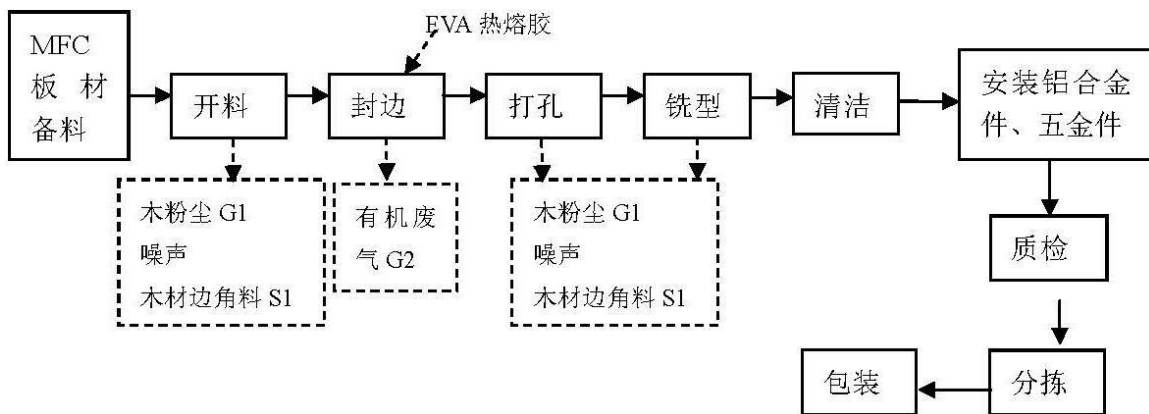 EVA 热熔胶
MFC
板材
备料
开料
封边
打孔
铣型
清洁
安装铝合金
件、五金件
木粉尘 G1
噪声
木材边角料 S1
有机废
气 G2
木粉尘 G1
噪声
木材边角料 S1
质检
分拣
包装